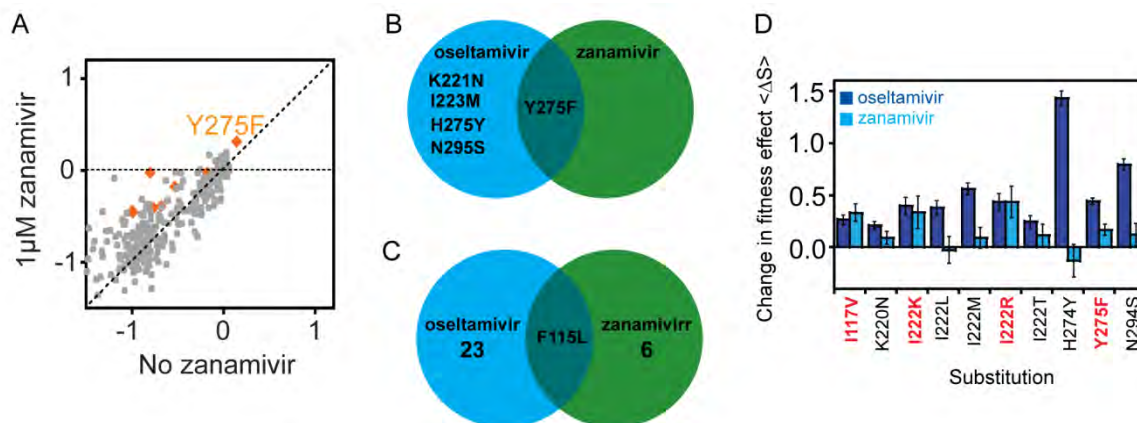 A
1µM zanamivir
1
0
-1
Y275F
-1
0
1
No zanamivir
B
oseltamivir
zanamivir
K221N
I223M
H275Y
N295S
Y275F
C
oseltamivirr
zanamivirr
23
F115L
6
D
Change in fitness effect <ΔS>
1.5
1.0
0.5
0.0
oseltamivir
zanamivir
I117V
K220N
I222K
I222L
I222M
I222R
I222T
H274Y
Y275F
N294S
Substitution